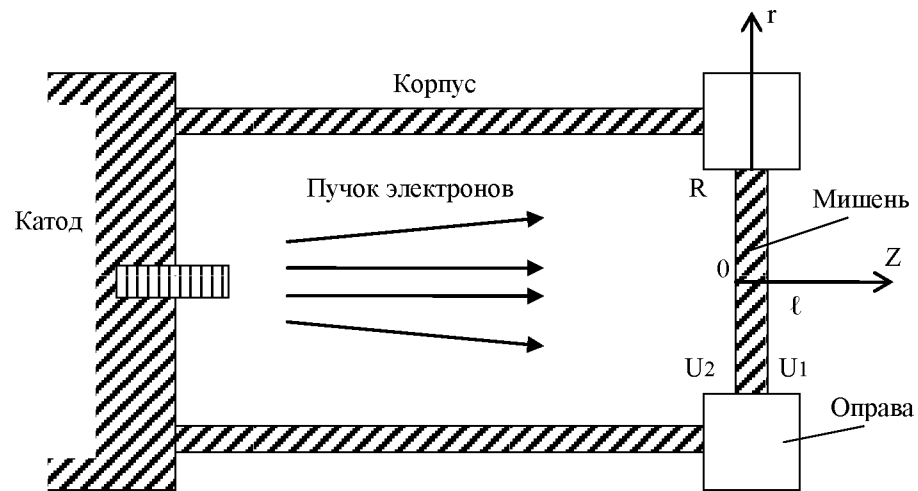 r
Корпус
Пучок электронов
R
Мишень
Катод
0
Z
ℓ
U2
U1
Оправа